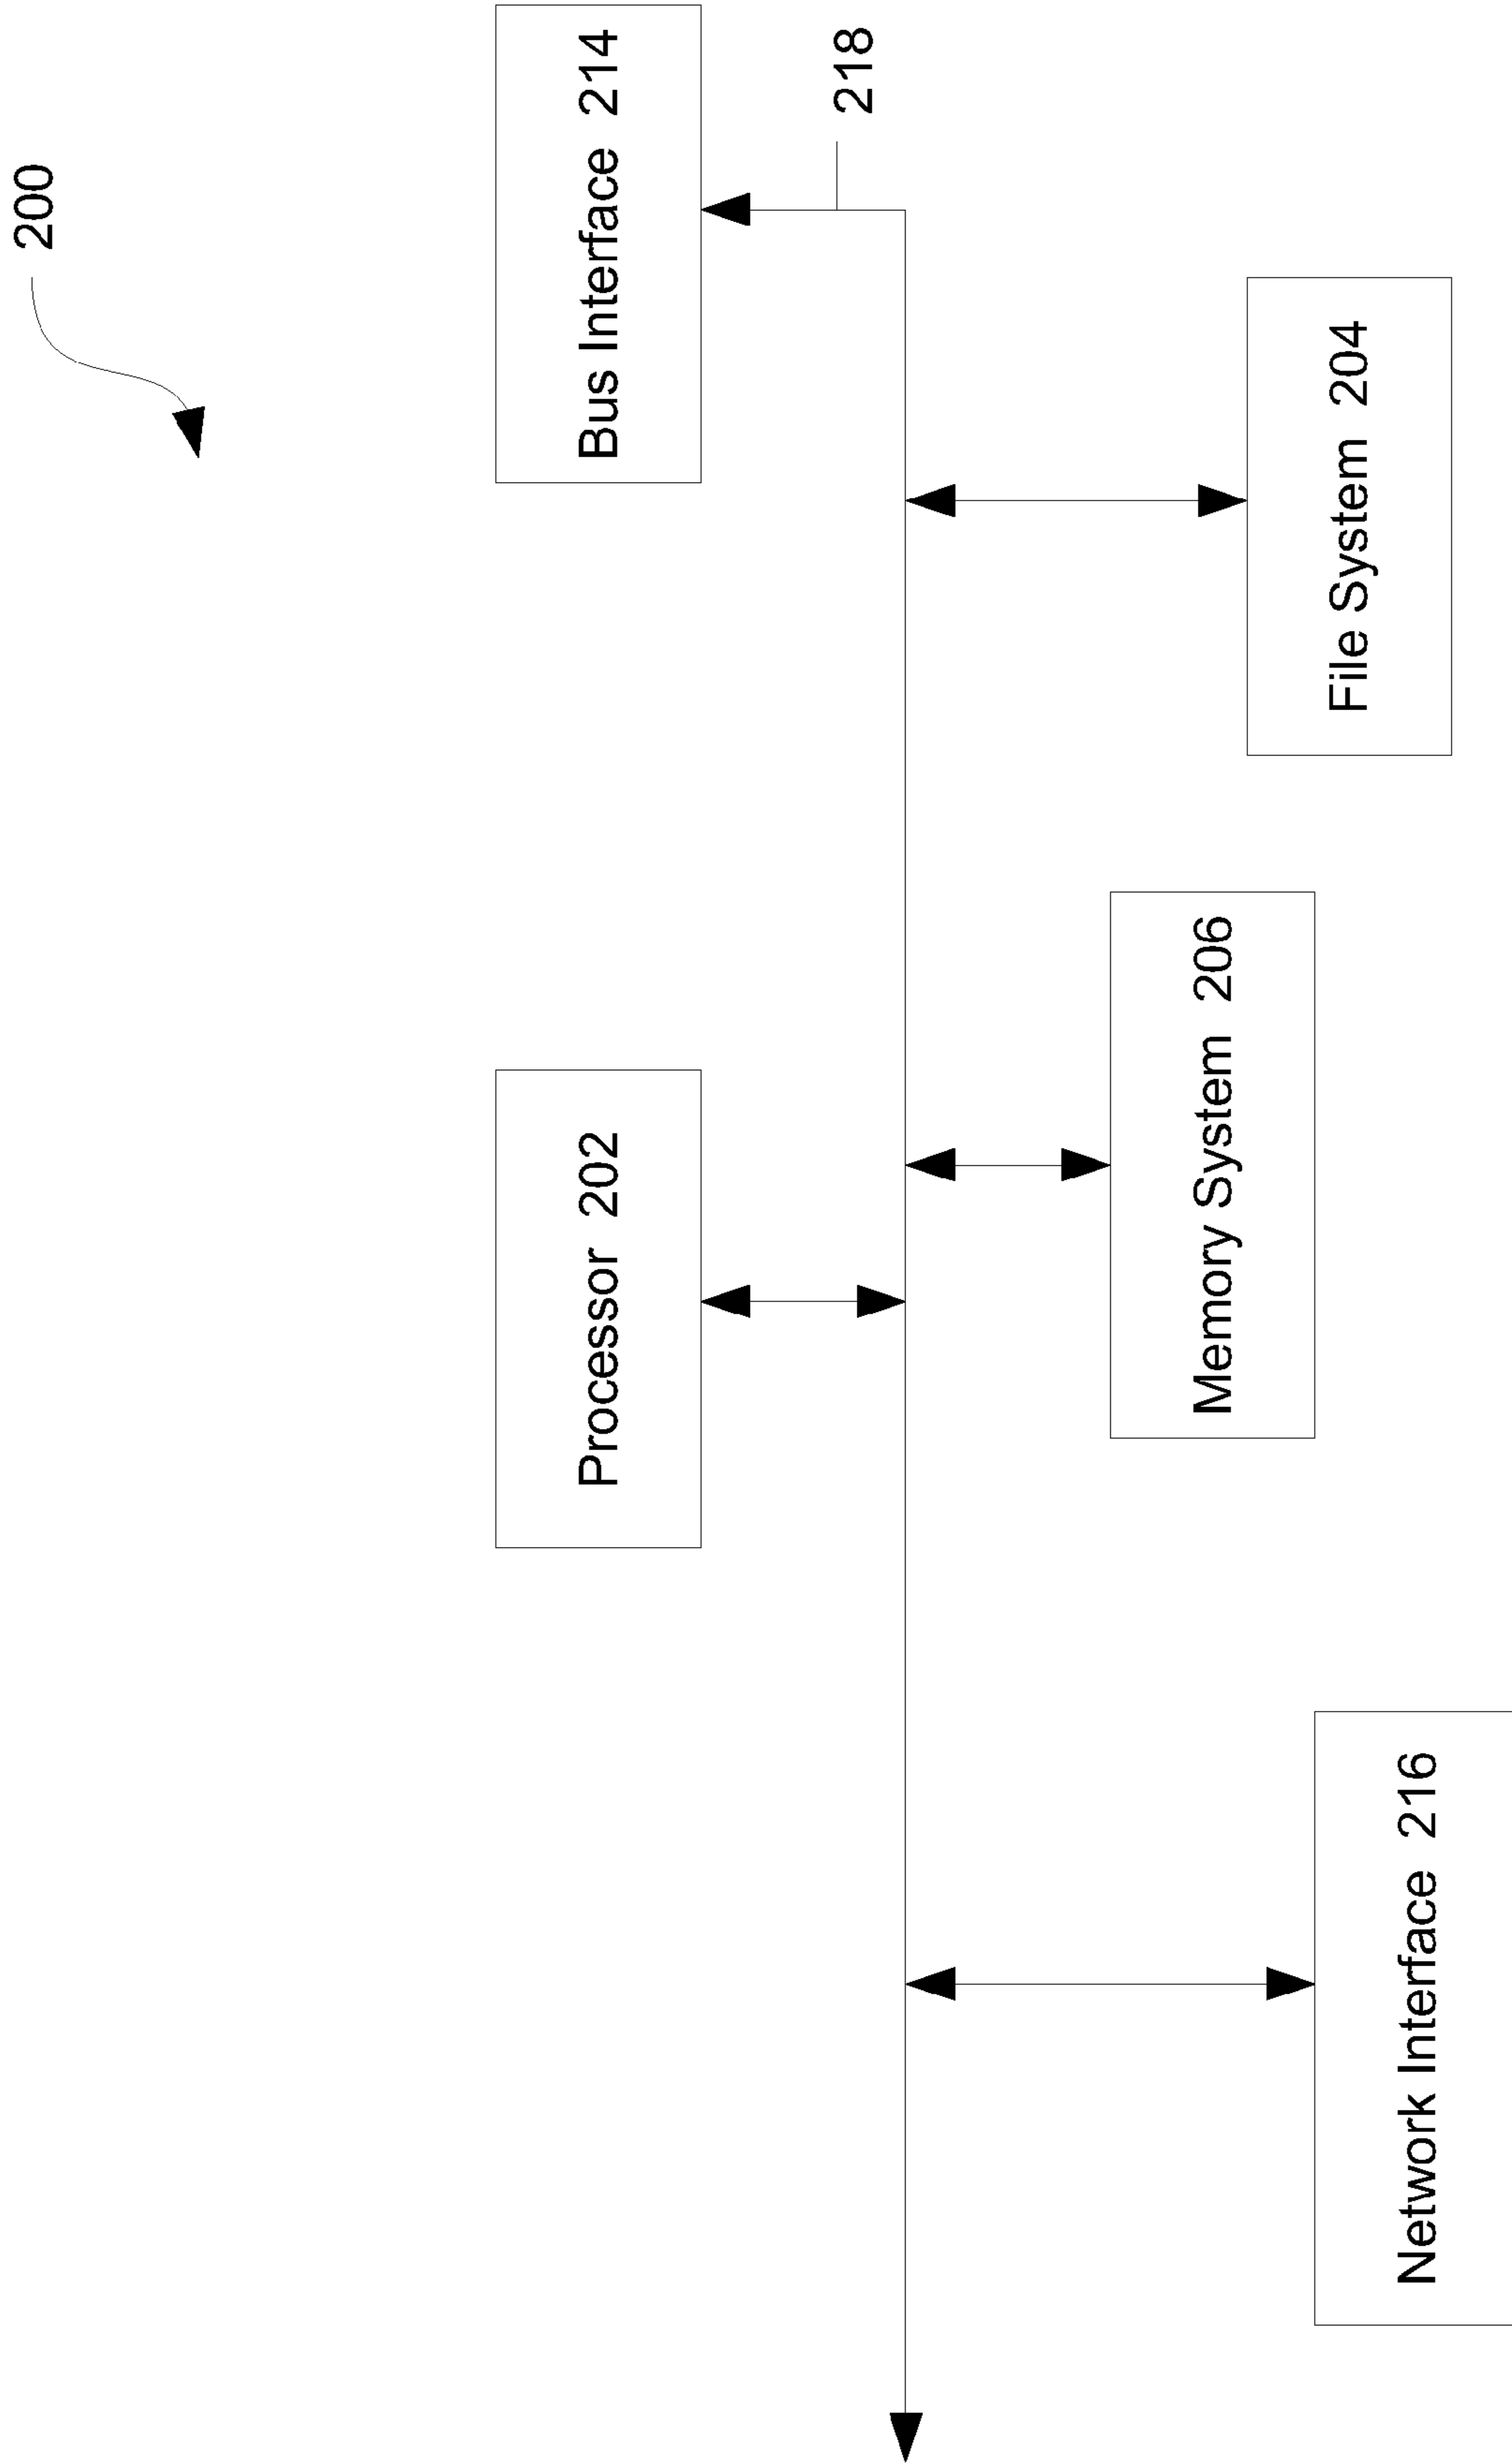 200
Bus Interface 214
218
Processor 202
File System 204
Memory System 206
Network Interface 216